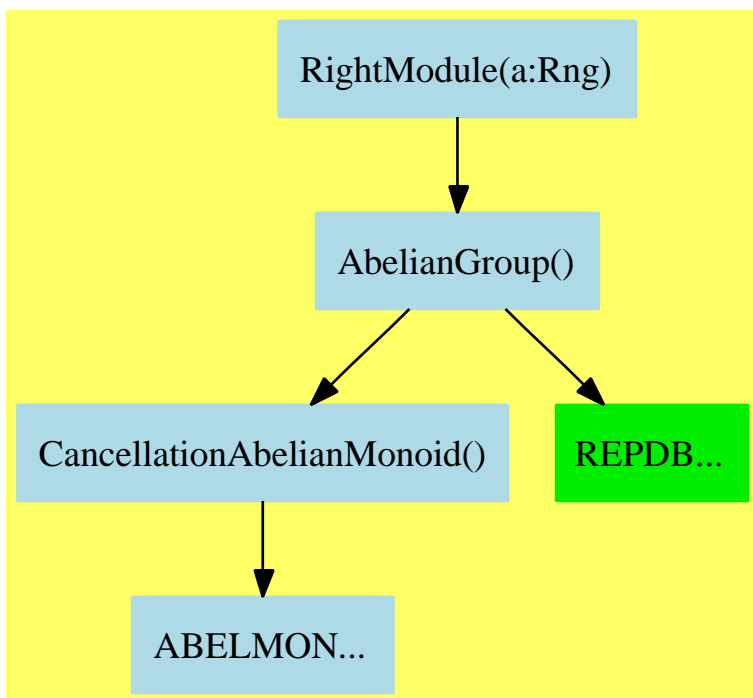 RightModule(a:Rng)
AbelianGroup()
CancellationAbelianMonoid()
REPDB...
ABELMON...